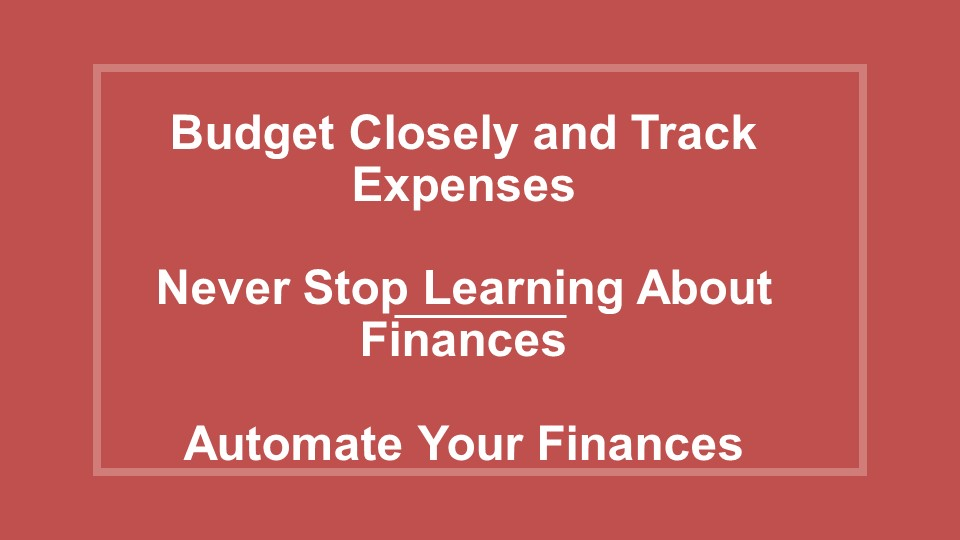 Budget Closely and Track
Expenses
Never Stop Learning About
Finances
Automate Your Finances